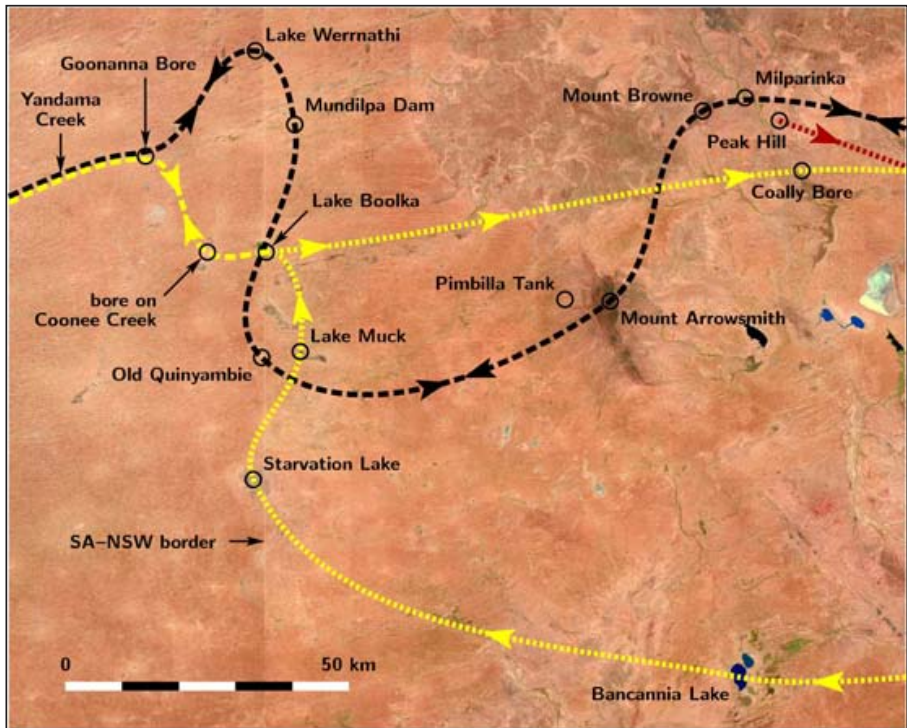 Lake Werrnathi
Goonanna Bore
Milparinka
Yandama
Creek
Mount Browne
Mundilpa Dam
Peak Hill
Coally Bore
Lake Boolka
bore on
Coonee Creek
Pimbilla Tank
Mount Arrowsmith
Lake Muck
Old Quinyambie
Starvation Lake
SA–NSW border
0
50 km
Bancannia Lake